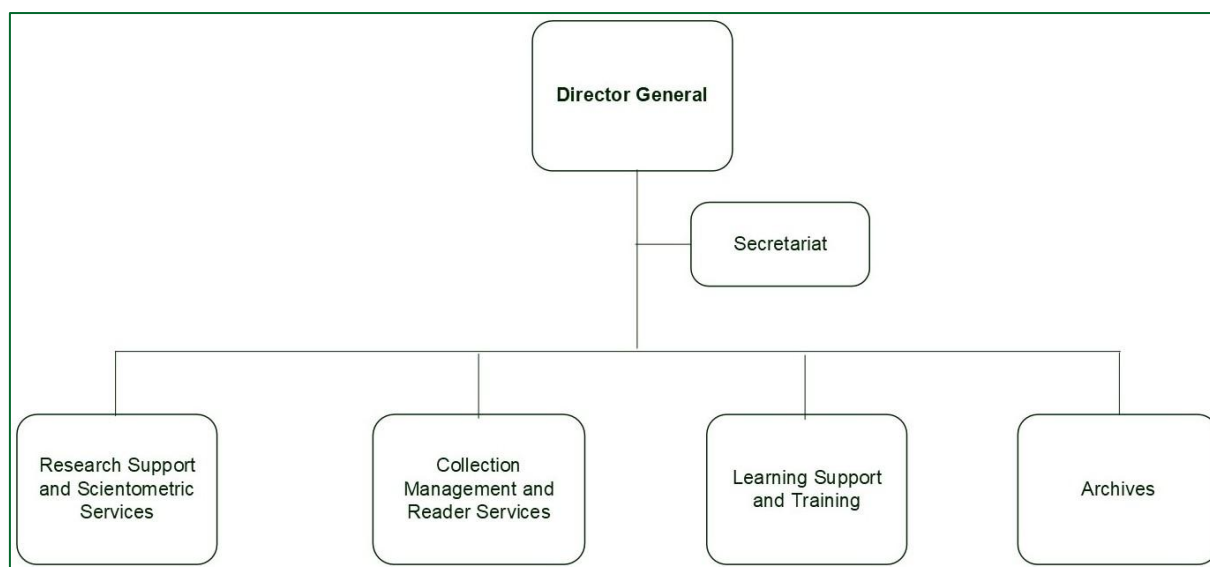 Director General
Secretariat
Research Support
and Scientometric
Services
Collection
Management and
Reader Services
Learning Support
and Training
Archives